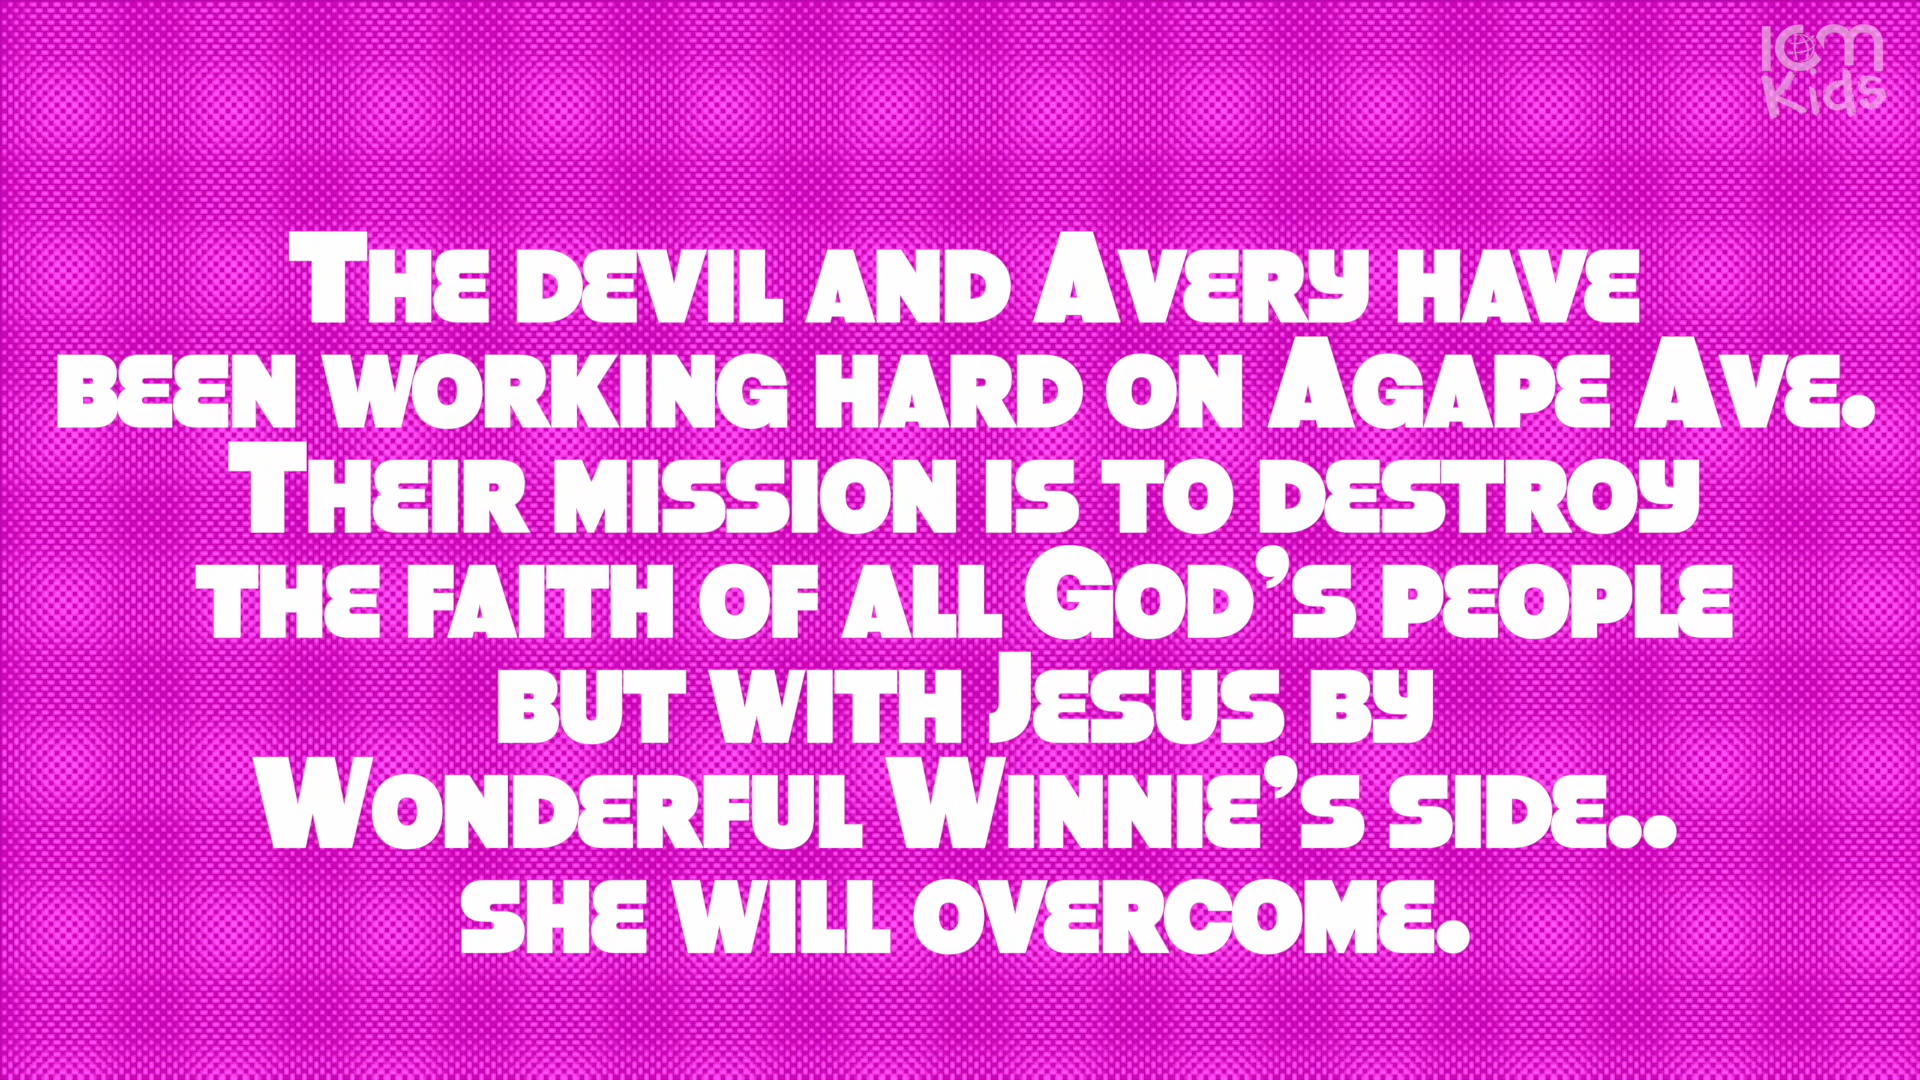 ICM
Kids
The devil and Avery have
been working hard on Agape Ave.
Their mission is to destroy
the faith of all God's people
but with Jesus by
Wonderful Winnie's side..
she will overcome.